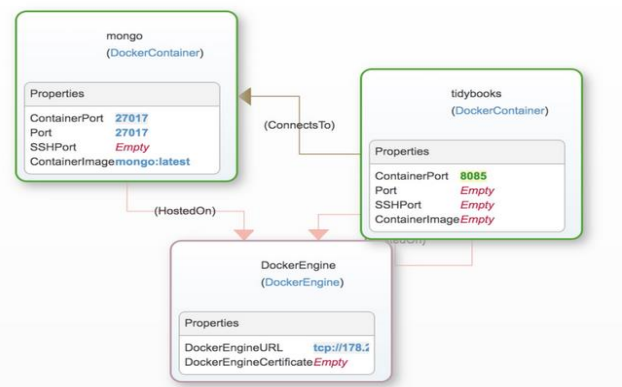 mongo
(DockerContainer)
Properties
ContainerPort 27017
Port 27017
SSHPort Empty
ContainerImage mongo:latest
(ConnectsTo)
tidybooks
(DockerContainer)
Properties
ContainerPort 8085
Port Empty
SSHPort Empty
ContainerImage Empty
(HostedOn)
DockerEngine
(DockerEngine)
Properties
DockerEngineURL tcp://178.2
DockerEngineCertificate Empty